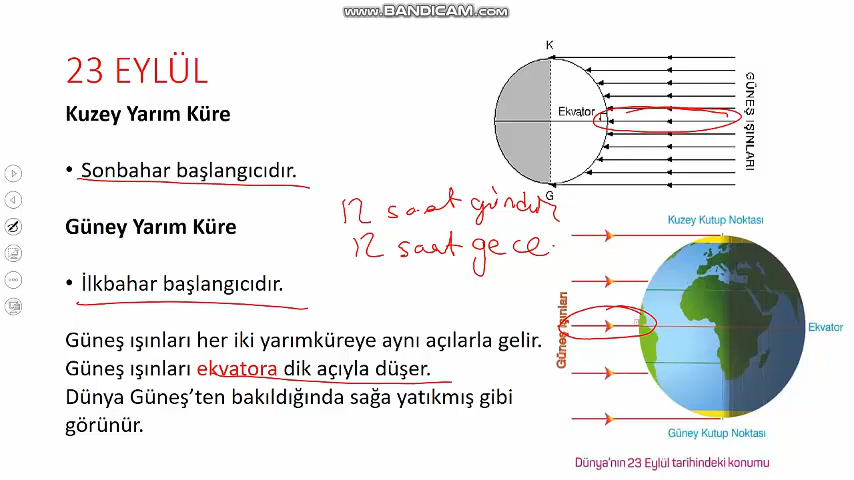 www.BANDICAM.com
23 EYLÜL
Kuzey Yarım Küre
• Sonbahar başlangıcıdır.
Güney Yarım Küre
• İlkbahar başlangıcıdır.
Güneş ışınları her iki yarımküreye aynı açılarla gelir.
Güneş ışınları ekvatora dik açıyla düşer.
Dünya Güneş'ten bakıldığında sağa yatıkmış gibi
görünür.
K
Ekvator
G
GÜNEŞ IŞINLARI
12 saat gündüz
12 saat gece
Kuzey Kutup Noktası
Güneş ışınları
Ekvator
Güney Kutup Noktası
Dünya'nın 23 Eylül tarihindeki konumu